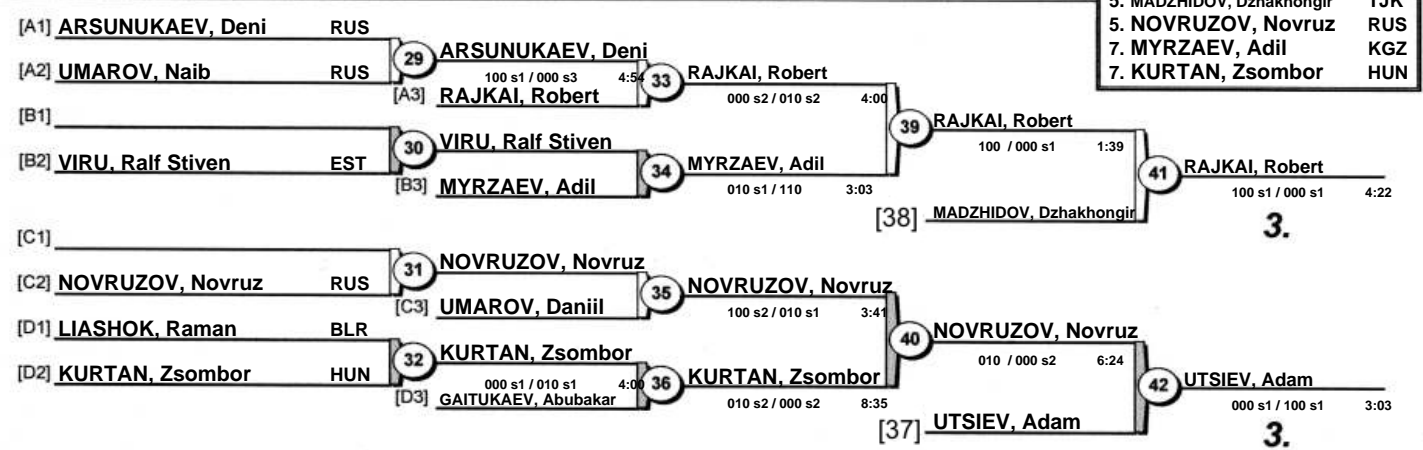 5. MADZHIDOV, Dzhakhongir TJK
5. NOVRUZOV, Novruz RUS
7. MYRZAEV, Adil KGZ
7. KURTAN, Zsombor HUN
[A1] ARSUNUKAEV, Deni RUS
29
ARSUNUKAEV, Deni
100 s1 / 000 s3 4:54
[A2] UMAROV, Naib RUS
[A3] RAJKAI, Robert
33
RAJKAI, Robert
000 s2 / 010 s2 4:00
[B1]
30
VIRU, Ralf Stiven
[B2] VIRU, Ralf Stiven EST
[B3] MYRZAEV, Adil
34
MYRZAEV, Adil
010 s1 / 110 3:03
39
RAJKAI, Robert
100 / 000 s1 1:39
[38] MADZHIDOV, Dzhakhongir
41
RAJKAI, Robert
100 s1 / 000 s1 4:22
3.
[C1]
31
NOVRUZOV, Novruz
[C2] NOVRUZOV, Novruz RUS
[C3] UMAROV, Daniil
35
NOVRUZOV, Novruz
100 s2 / 010 s1 3:41
[D1] LIASHOK, Raman BLR
32
KURTAN, Zsombor
000 s1 / 010 s1 4:00
[D2] KURTAN, Zsombor HUN
[D3] GAITUKAEV, Abubakar
36
KURTAN, Zsombor
010 s2 / 000 s2 8:35
40
NOVRUZOV, Novruz
010 / 000 s2 6:24
[37] UTSIEV, Adam
42
UTSIEV, Adam
000 s1 / 100 s1 3:03
3.